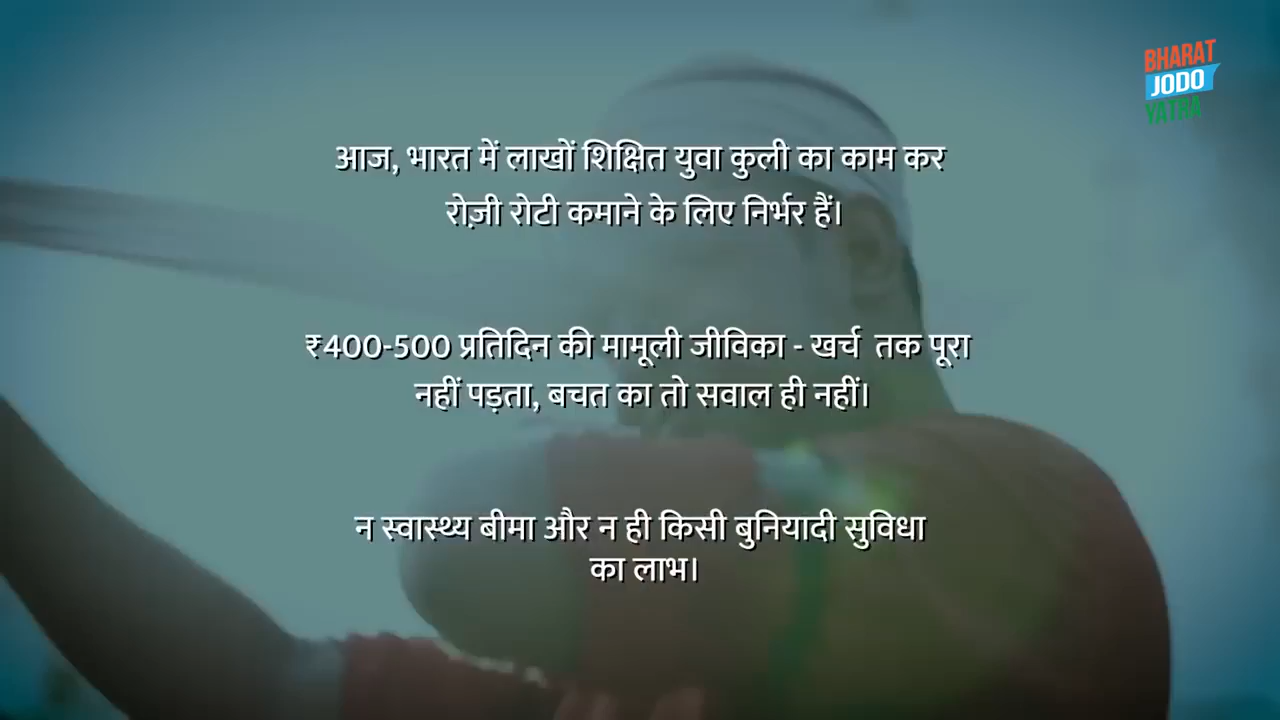 BHARAT
JODO
YATRA
आज, भारत में लाखों शिक्षित युवा कुली का काम कर
रोज़ी रोटी कमाने के लिए निर्भर हैं।
₹400-500 प्रतिदिन की मामूली जीविका - खर्च तक पूरा
नहीं पड़ता, बचत का तो सवाल ही नहीं।
न स्वास्थ्य बीमा और न ही किसी बुनियादी सुविधा
का लाभ।